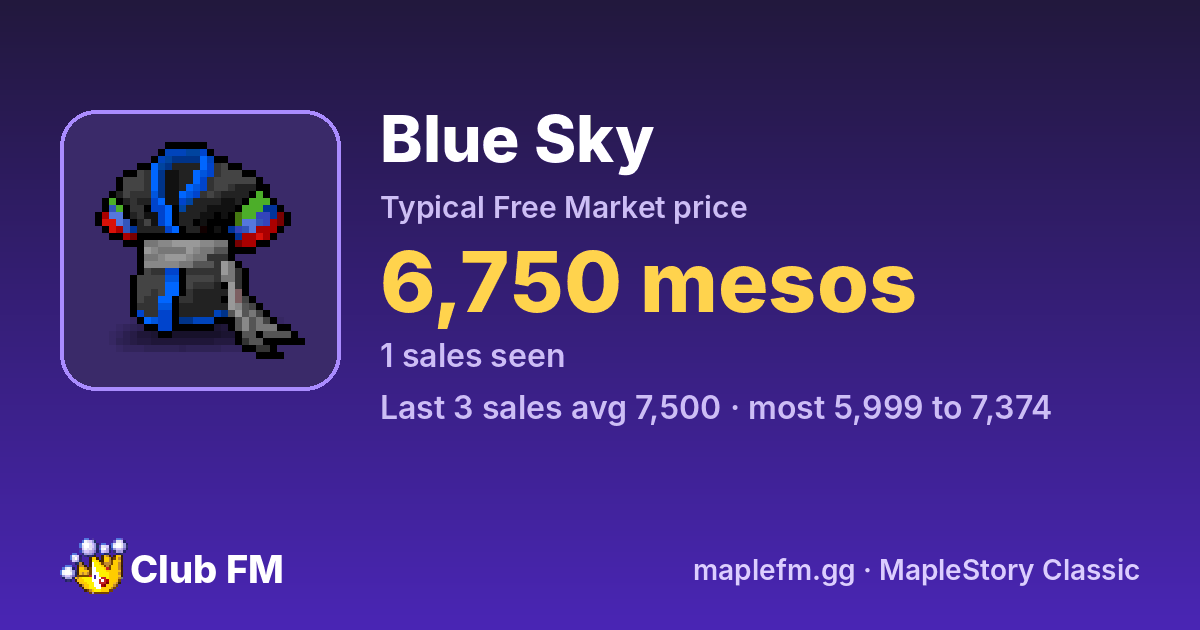 Blue Sky
Typical Free Market price
6,750 mesos
1 sales seen
Last 3 sales avg 7,500 · most 5,999 to 7,374
Club FM
maplefm.gg · MapleStory Classic